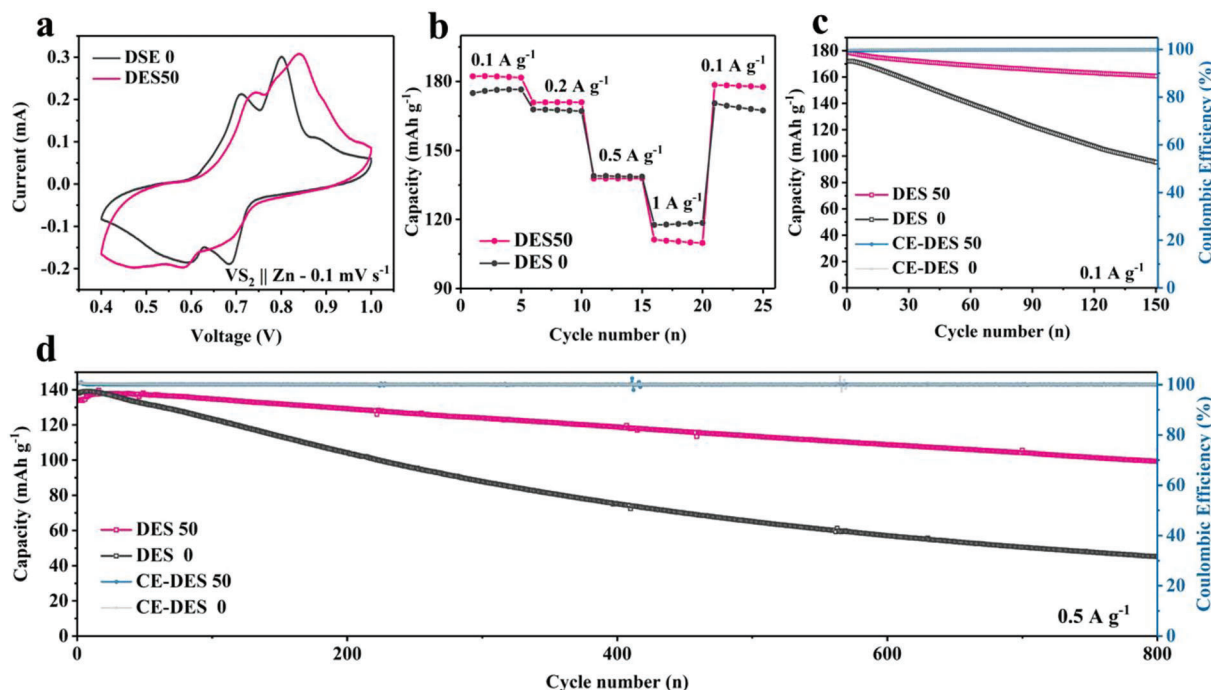 a
DSE 0
DES50
0.3
0.2
0.1
0.0
-0.1
-0.2
Current (mA)
VS₂ || Zn - 0.1 mV s⁻¹
0.4 0.5 0.6 0.7 0.8 0.9 1.0
Voltage (V)
b
0.1 A g⁻¹
0.2 A g⁻¹
0.5 A g⁻¹
1 A g⁻¹
0.1 A g⁻¹
210
180
150
120
90
Capacity (mAh g⁻¹)
DES50
DES 0
0 5 10 15 20 25
Cycle number (n)
c
180
160
140
120
100
80
60
40
20
0
Capacity (mAh g⁻¹)
DES 50
DES 0
CE-DES 50
CE-DES 0
0.1 A g⁻¹
100
80
60
40
20
0
Coulombic Efficiency (%)
0 30 60 90 120 150
Cycle number (n)
d
140
120
100
80
60
40
20
0
Capacity (mAh g⁻¹)
DES 50
DES 0
CE-DES 50
CE-DES 0
0.5 A g⁻¹
100
80
60
40
20
0
Coulombic Efficiency (%)
0 200 400 600 800
Cycle number (n)